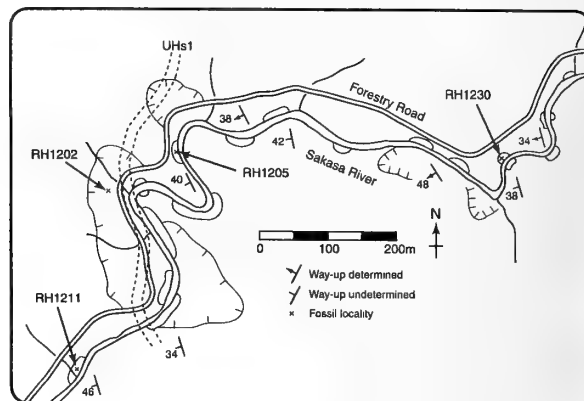 UHs1
38
Forestry Road
RH1230
34
42
Sakasa River
RH1202
RH1205
40
48
38
0 100 200m
N
Way-up determined
Way-up undetermined
Fossil locality
RH1211
34
46